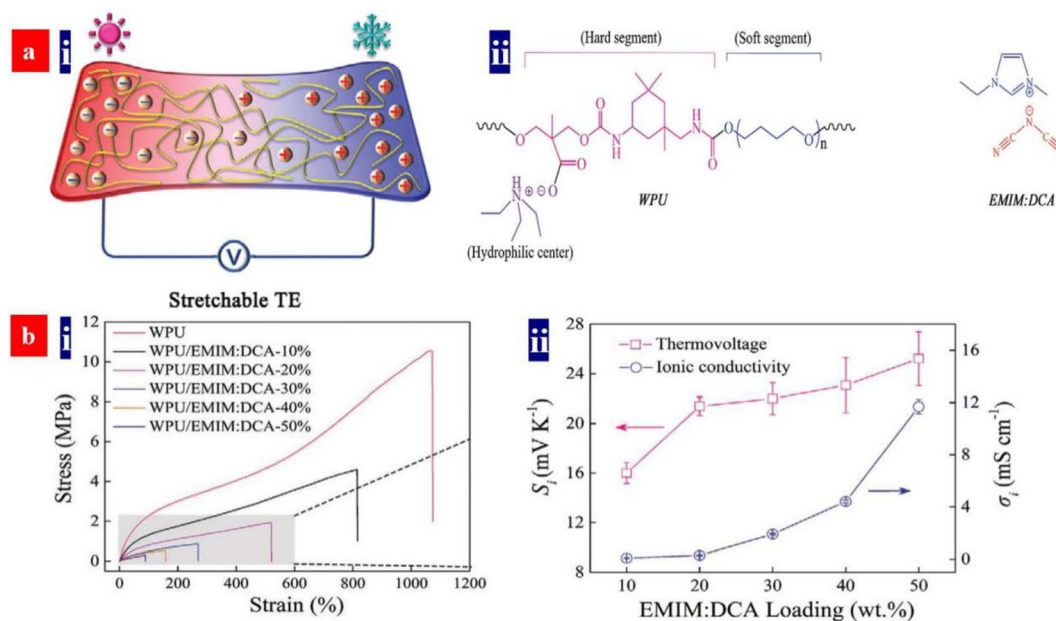 a
i
− − − − − − − − − − − −
+ + + + + + + + + + + +
V
Stretchable TE
ii
(Hard segment)
(Soft segment)
O
O
O
N
H
N
H
O
O
O
O
n
O
O
H
N
⊕ ⊖
(Hydrophilic center)
WPU
N
N
⊕
⊖
N
N
N
EMIM:DCA
b
i
WPU
WPU/EMIM:DCA-10%
WPU/EMIM:DCA-20%
WPU/EMIM:DCA-30%
WPU/EMIM:DCA-40%
WPU/EMIM:DCA-50%
Stress (MPa)
12
10
8
6
4
2
0
0 200 400 600 800 1000 1200
Strain (%)
ii
Thermovoltage
Ionic conductivity
Sᵢ (mV K⁻¹)
28
24
20
16
12
8
16
12
8
4
0
σᵢ (mS cm⁻¹)
10 20 30 40 50
EMIM:DCA Loading (wt.%)